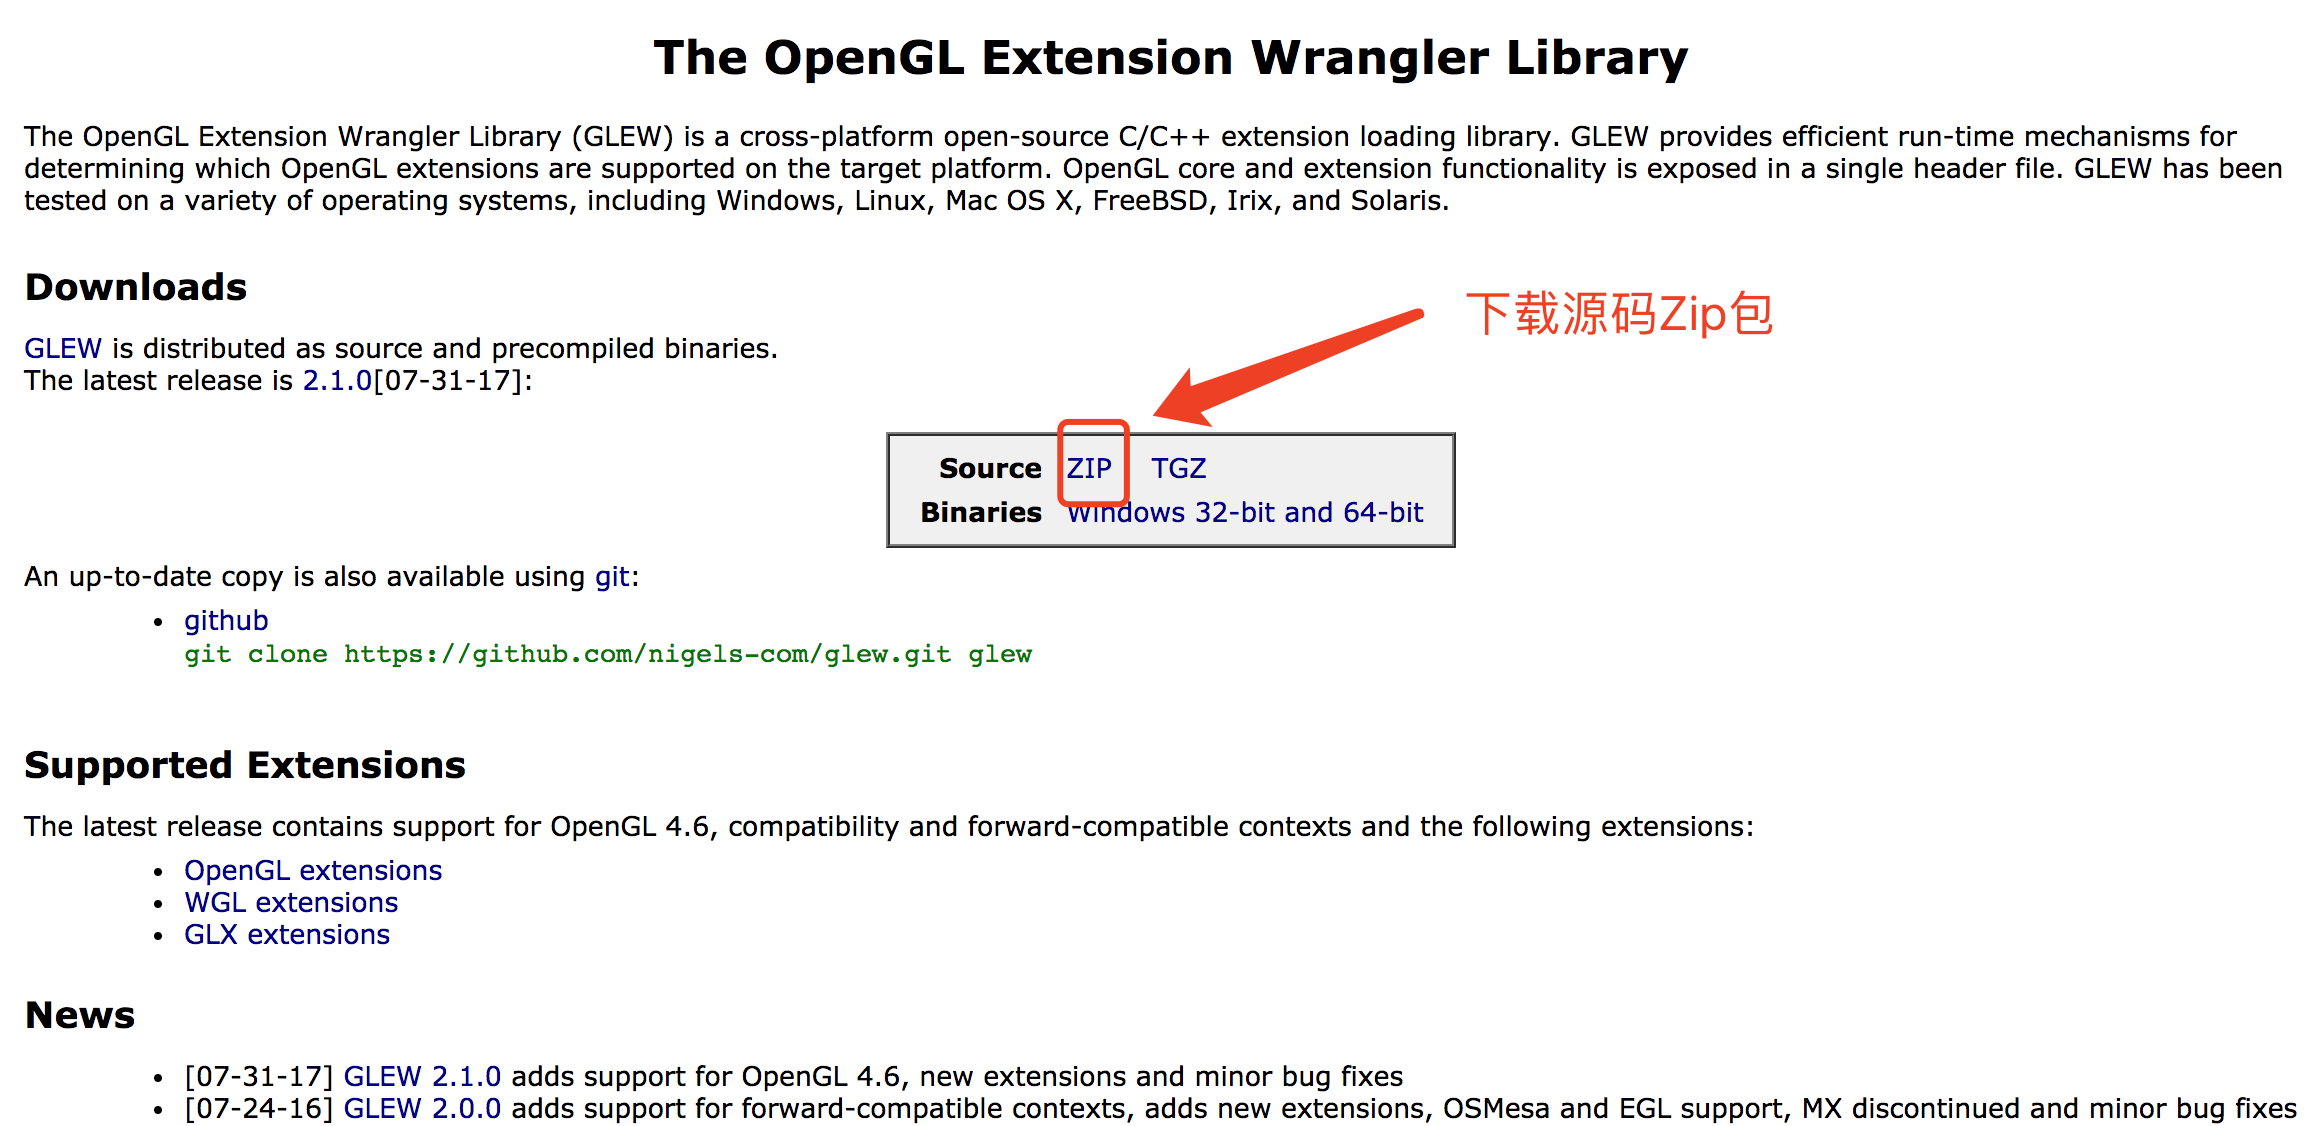 The OpenGL Extension Wrangler Library
The OpenGL Extension Wrangler Library (GLEW) is a cross-platform open-source C/C++ extension loading library. GLEW provides efficient run-time mechanisms for
determining which OpenGL extensions are supported on the target platform. OpenGL core and extension functionality is exposed in a single header file. GLEW has been
tested on a variety of operating systems, including Windows, Linux, Mac OS X, FreeBSD, Irix, and Solaris.
Downloads
下载源码Zip包
GLEW is distributed as source and precompiled binaries.
The latest release is 2.1.0[07-31-17]:
Source ZIP TGZ
Binaries Windows 32-bit and 64-bit
An up-to-date copy is also available using git:
• github
git clone https://github.com/nigels-com/glew.git glew
Supported Extensions
The latest release contains support for OpenGL 4.6, compatibility and forward-compatible contexts and the following extensions:
• OpenGL extensions
• WGL extensions
• GLX extensions
News
• [07-31-17] GLEW 2.1.0 adds support for OpenGL 4.6, new extensions and minor bug fixes
• [07-24-16] GLEW 2.0.0 adds support for forward-compatible contexts, adds new extensions, OSMesa and EGL support, MX discontinued and minor bug fixes